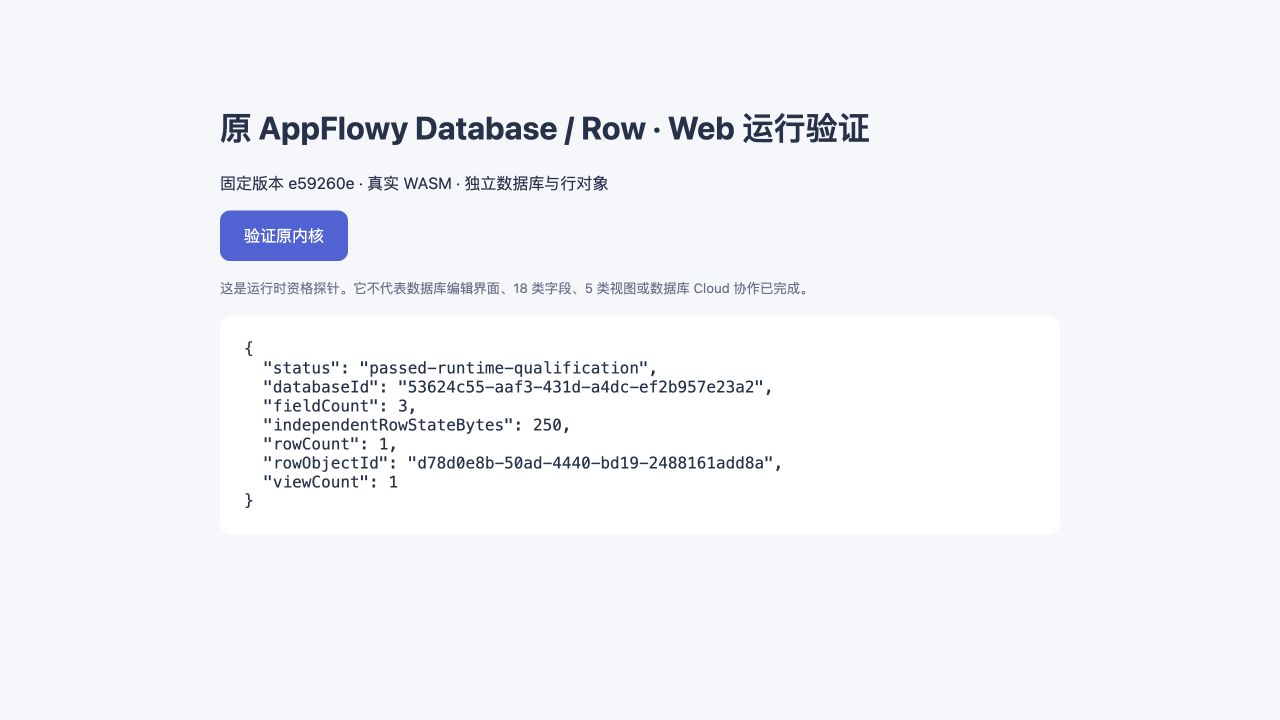 原 AppFlowy Database / Row · Web 运行验证
固定版本 e59260e · 真实 WASM · 独立数据库与行对象
验证原内核
这是运行时资格探针。它不代表数据库编辑界面、18 类字段、5 类视图或数据库 Cloud 协作已完成。
{
  "status": "passed-runtime-qualification",
  "databaseId": "53624c55-aaf3-431d-a4dc-ef2b957e23a2",
  "fieldCount": 3,
  "independentRowStateBytes": 250,
  "rowCount": 1,
  "rowObjectId": "d78d0e8b-50ad-4440-bd19-2488161add8a",
  "viewCount": 1
}